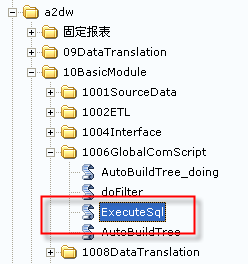 a2dw
固定报表
09DataTranslation
10BasicModule
1001SourceData
1002ETL
1004Interface
1006GlobalComScript
AutoBuildTree_doing
doFilter
ExecuteSql
AutoBuildTree
1008DataTranslation